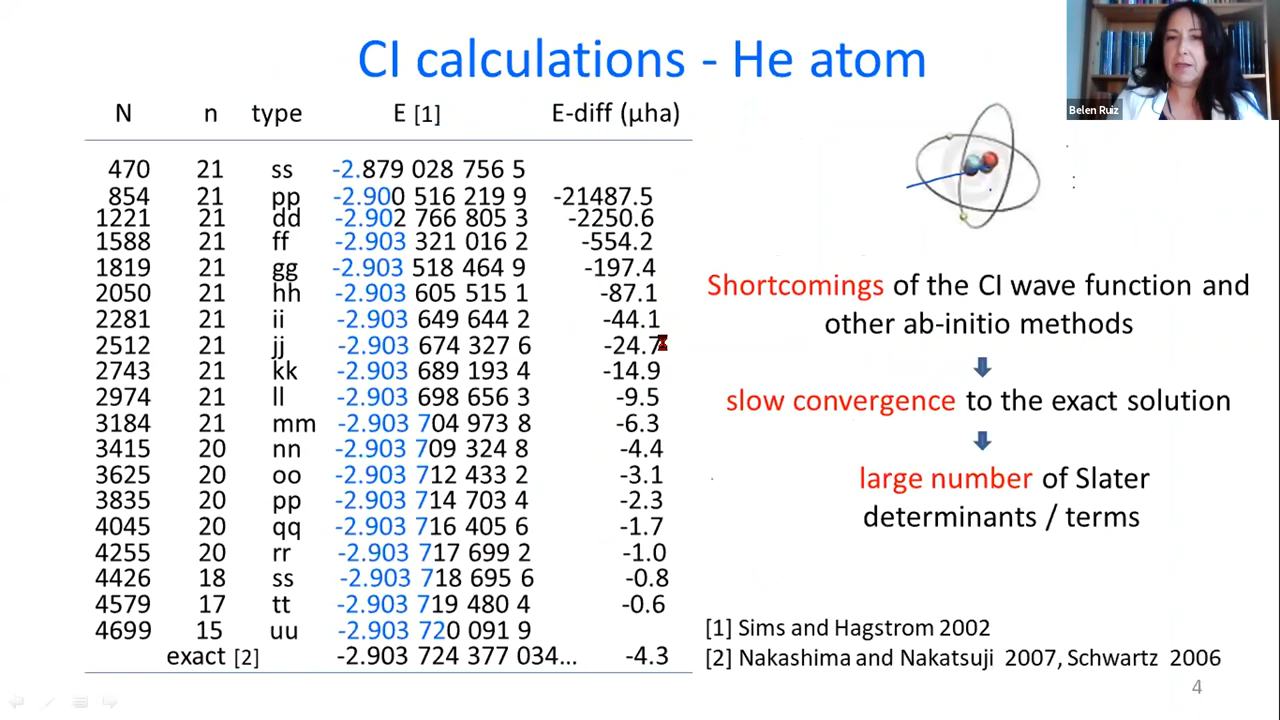 CI calculations - He atom
Belen Ruiz
N n type E [1] E-diff (µha)
470 21 ss -2.879 028 756 5
854 21 pp -2.900 516 219 9 -21487.5
1221 21 dd -2.902 766 805 3 -2250.6
1588 21 ff -2.903 321 016 2 -554.2
1819 21 gg -2.903 518 464 9 -197.4
2050 21 hh -2.903 605 515 1 -87.1
2281 21 ii -2.903 649 644 2 -44.1
2512 21 jj -2.903 674 327 6 -24.7
2743 21 kk -2.903 689 193 4 -14.9
2974 21 ll -2.903 698 656 3 -9.5
3184 21 mm -2.903 704 973 8 -6.3
3415 20 nn -2.903 709 324 8 -4.4
3625 20 oo -2.903 712 433 2 -3.1
3835 20 pp -2.903 714 703 4 -2.3
4045 20 qq -2.903 716 405 6 -1.7
4255 20 rr -2.903 717 699 2 -1.0
4426 18 ss -2.903 718 695 6 -0.8
4579 17 tt -2.903 719 480 4 -0.6
4699 15 uu -2.903 720 091 9
exact [2] -2.903 724 377 034... -4.3
Shortcomings of the CI wave function and
other ab-initio methods
slow convergence to the exact solution
large number of Slater
determinants / terms
[1] Sims and Hagstrom 2002
[2] Nakashima and Nakatsuji 2007, Schwartz 2006
4